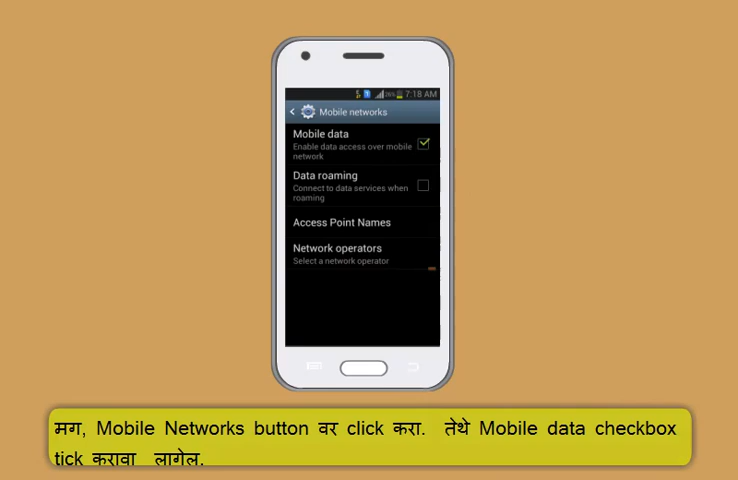 26% 7:18 AM
Mobile networks
Mobile data
Enable data access over mobile
network
Data roaming
Connect to data services when
roaming
Access Point Names
Network operators
Select a network operator
मग, Mobile Networks button वर click करा. तेथे Mobile data checkbox
tick करावा लागेल.